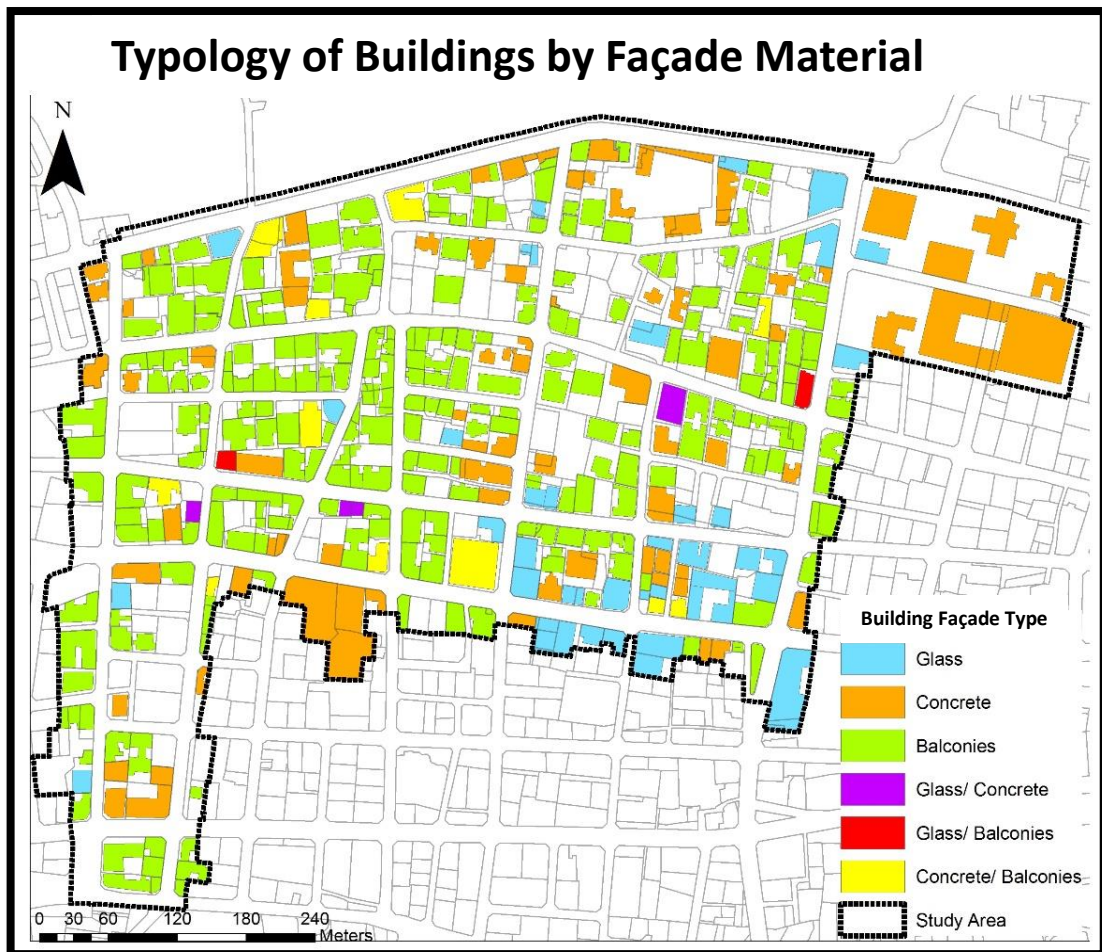 Typology of Buildings by Façade Material
N
Building Façade Type
Glass
Concrete
Balconies
Glass/ Concrete
Glass/ Balconies
Concrete/ Balconies
Study Area
0 30 60 120 180 240
Meters